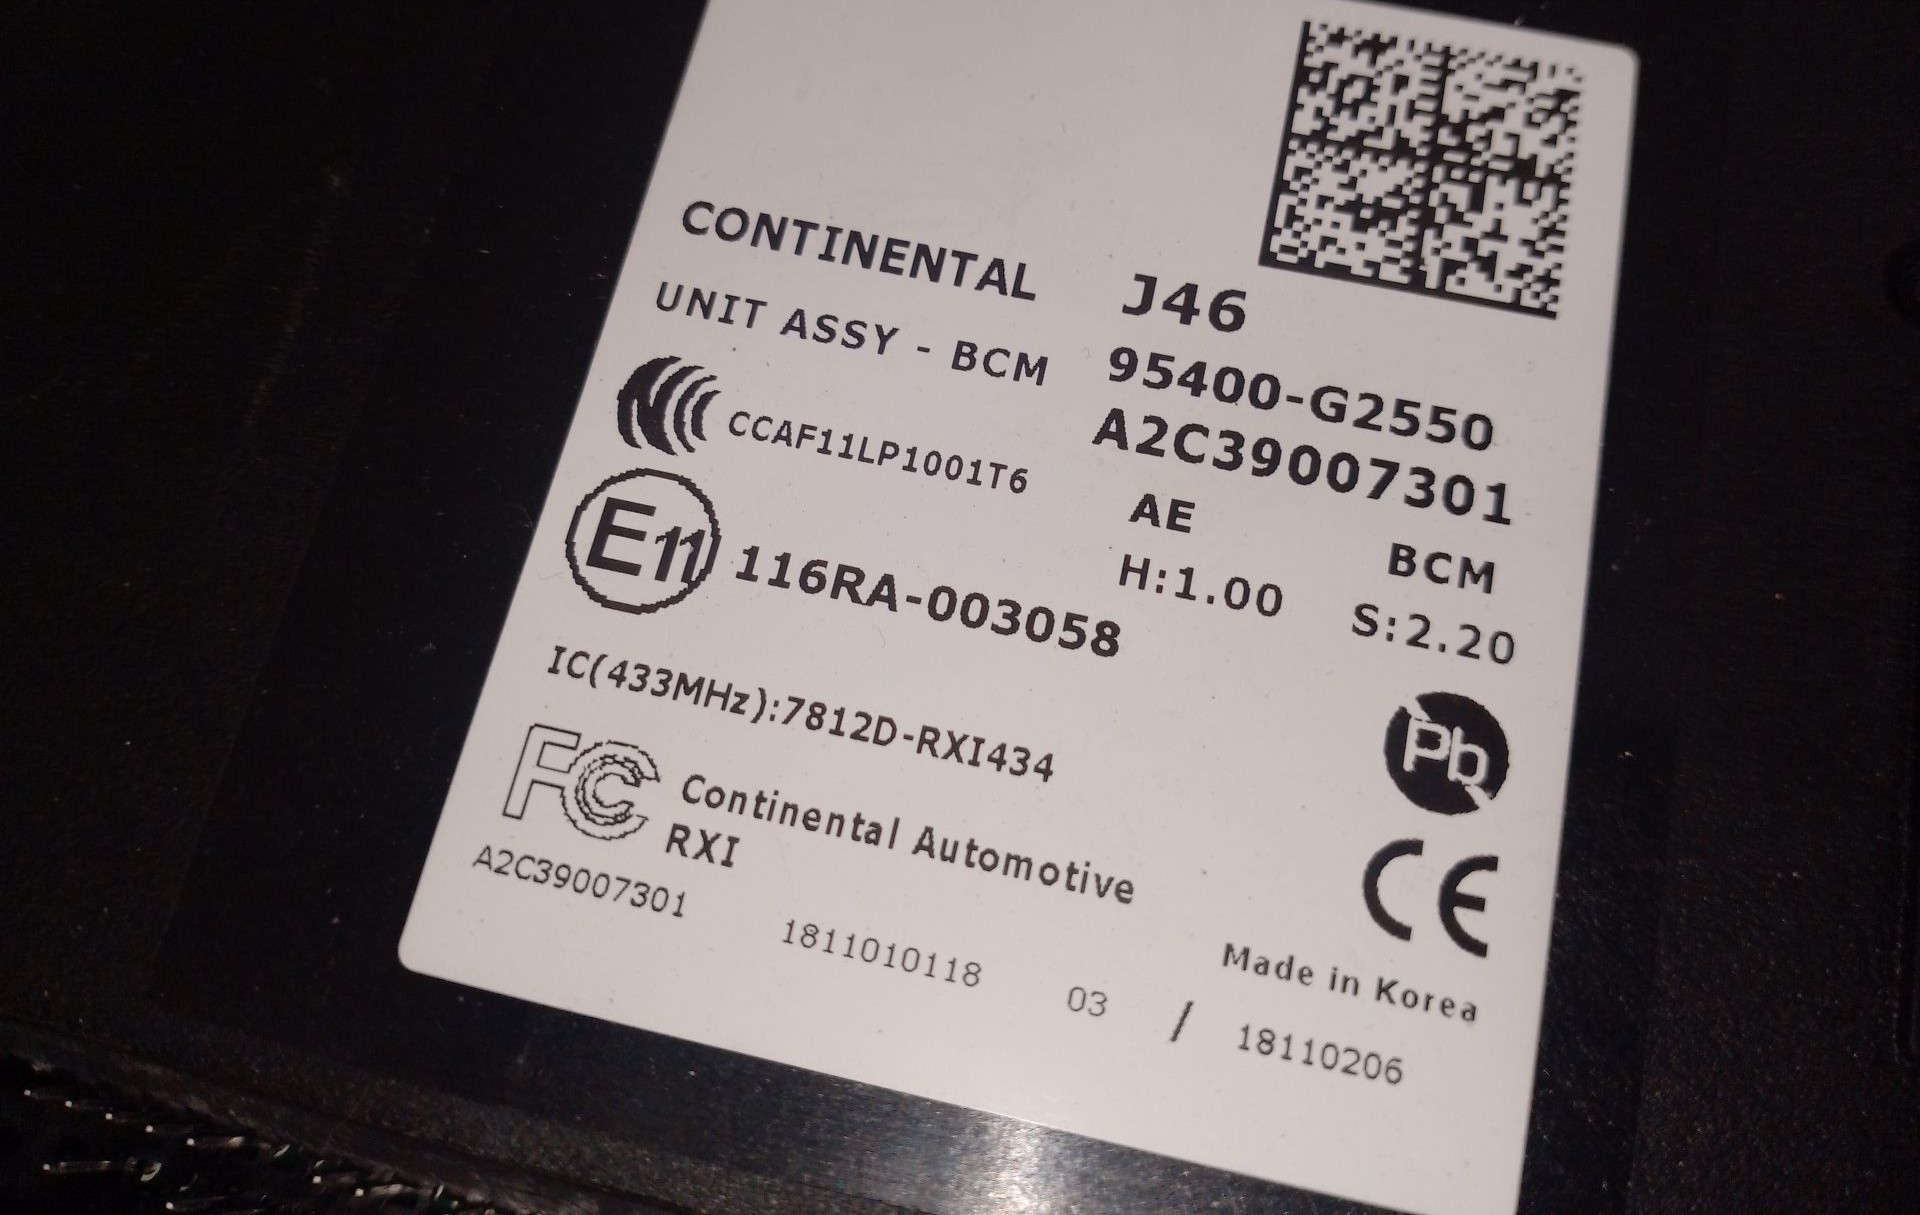 CONTINENTAL J46
UNIT ASSY - BCM 95400-G2550
A2C39007301
CCAF11LP1001T6
AE BCM
E11 116RA-003058 H:1.00 S:2.20
IC(433MHz):7812D-RXI434
Pb
FC Continental Automotive
RXI
CE
A2C39007301 1811010118 03 / 18110206
Made in Korea